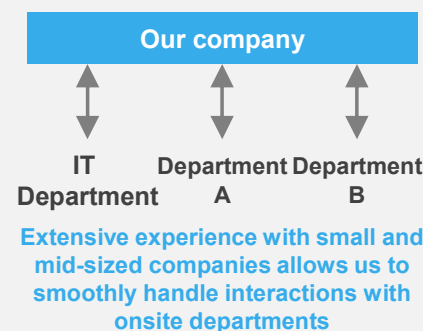 Our company
IT
Department
Department
A
Department
B
Extensive experience with small and
mid-sized companies allows us to
smoothly handle interactions with
onsite departments